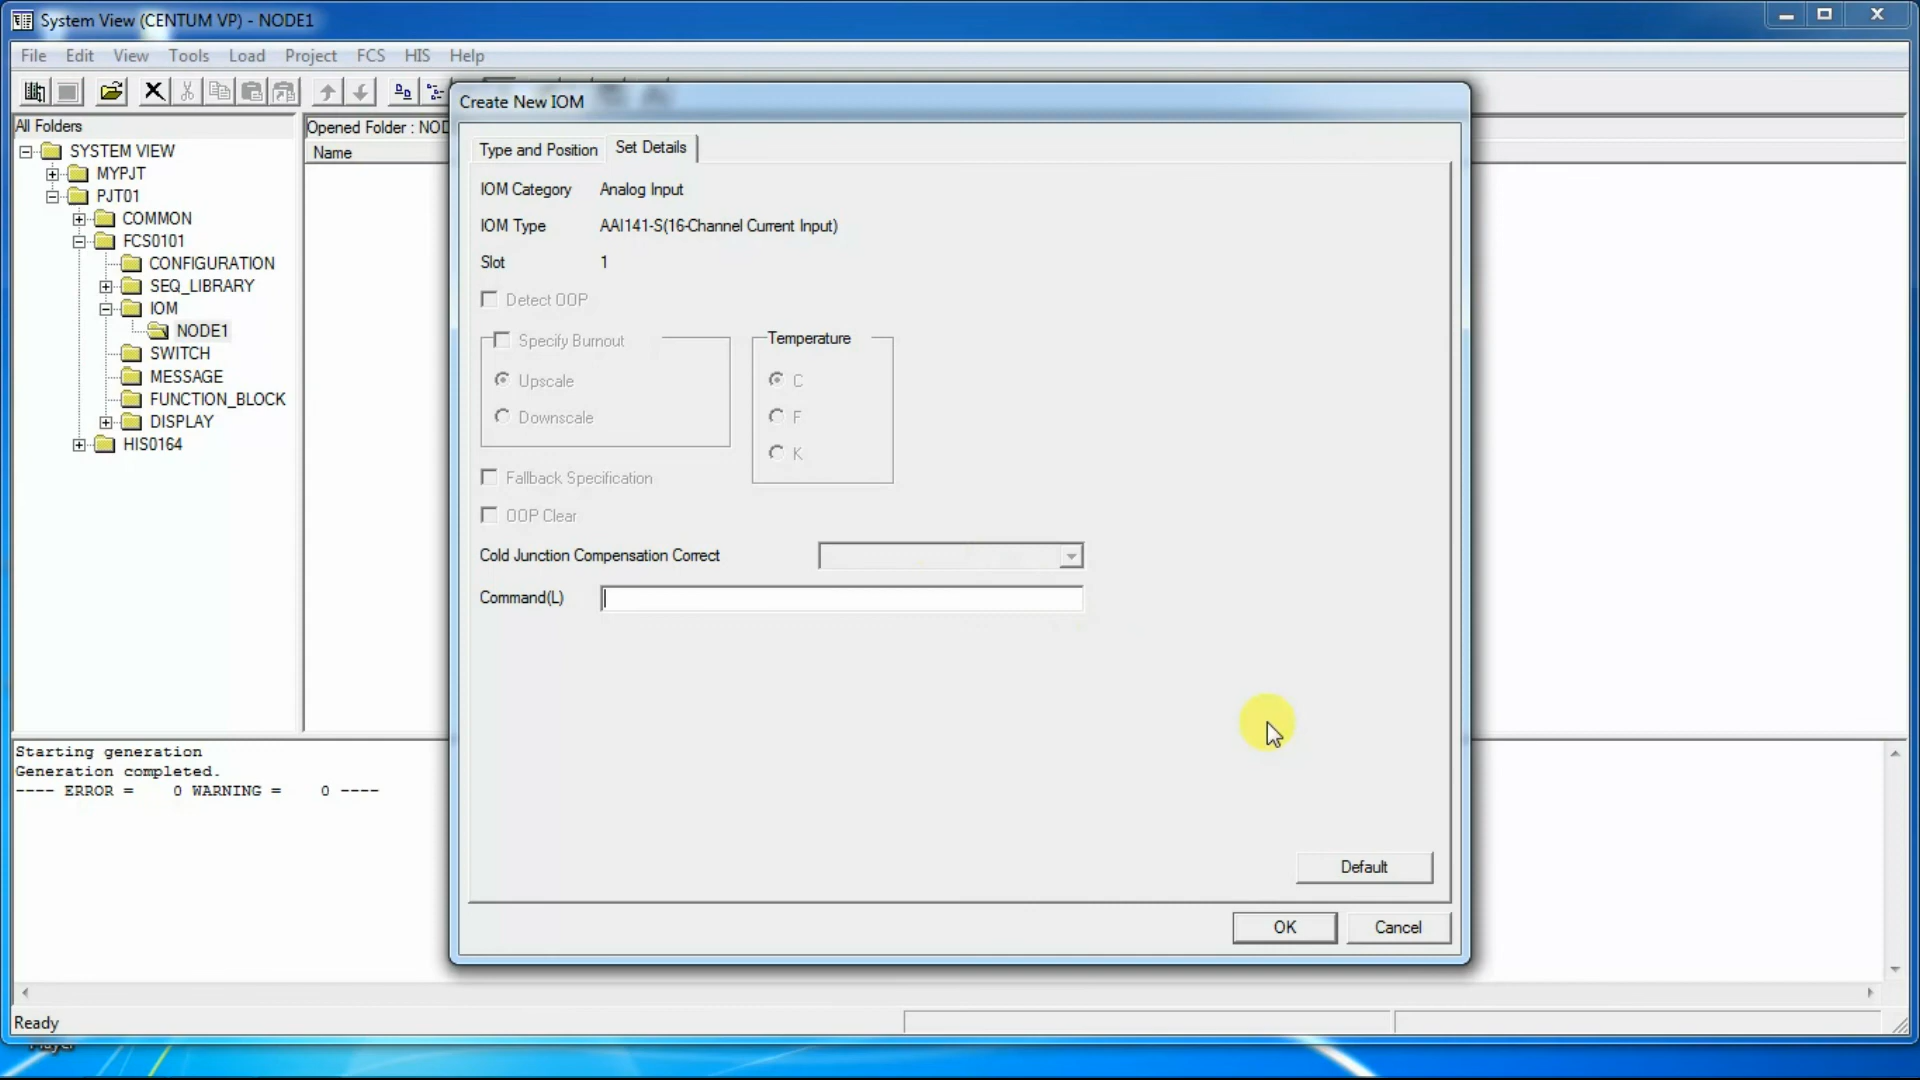 System View (CENTUM VP) - NODE1
File Edit View Tools Load Project FCS HIS Help
All Folders
SYSTEM VIEW
MYPJT
PJT01
COMMON
FCS0101
CONFIGURATION
SEQ_LIBRARY
IOM
NODE1
SWITCH
MESSAGE
FUNCTION_BLOCK
DISPLAY
HIS0164
Opened Folder : NOD
Name
Create New IOM
Type and Position Set Details
IOM Category Analog Input
IOM Type AAI141-S(16-Channel Current Input)
Slot 1
Detect OOP
Specify Burnout
Upscale
Downscale
Temperature
C
F
K
Fallback Specification
OOP Clear
Cold Junction Compensation Correct
Command(L)
Default
OK Cancel
Starting generation
Generation completed.
---- ERROR = 0 WARNING = 0 ----
Ready
Player